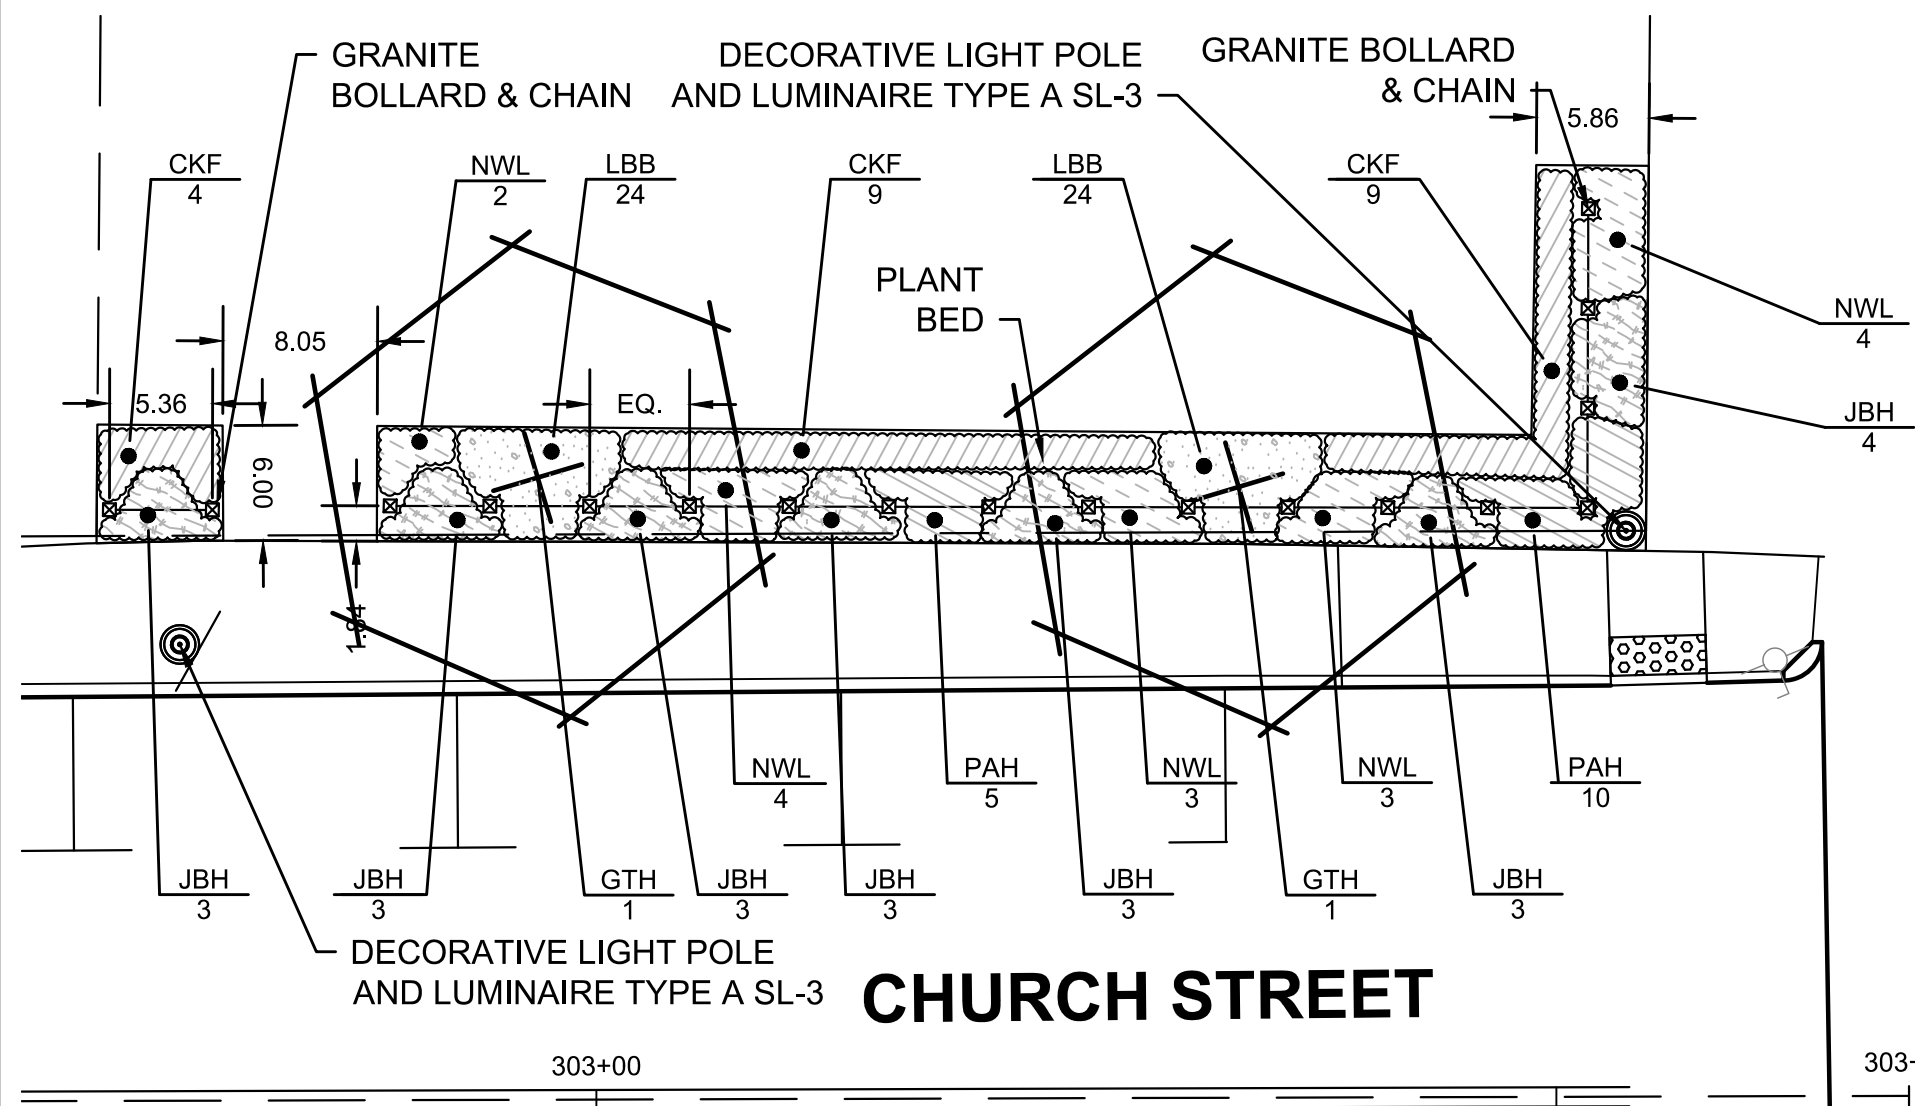 GRANITE
BOLLARD & CHAIN
DECORATIVE LIGHT POLE
AND LUMINAIRE TYPE A SL-3
GRANITE BOLLARD
& CHAIN
5.86
CKF
4
NWL
2
LBB
24
CKF
9
LBB
24
CKF
9
PLANT
BED
NWL
4
8.05
5.36
EQ.
JBH
4
6.00
1.84
NWL
4
PAH
5
NWL
3
NWL
3
PAH
10
JBH
3
JBH
3
GTH
1
JBH
3
JBH
3
JBH
3
GTH
1
JBH
3
DECORATIVE LIGHT POLE
AND LUMINAIRE TYPE A SL-3
CHURCH STREET
303+00
303+